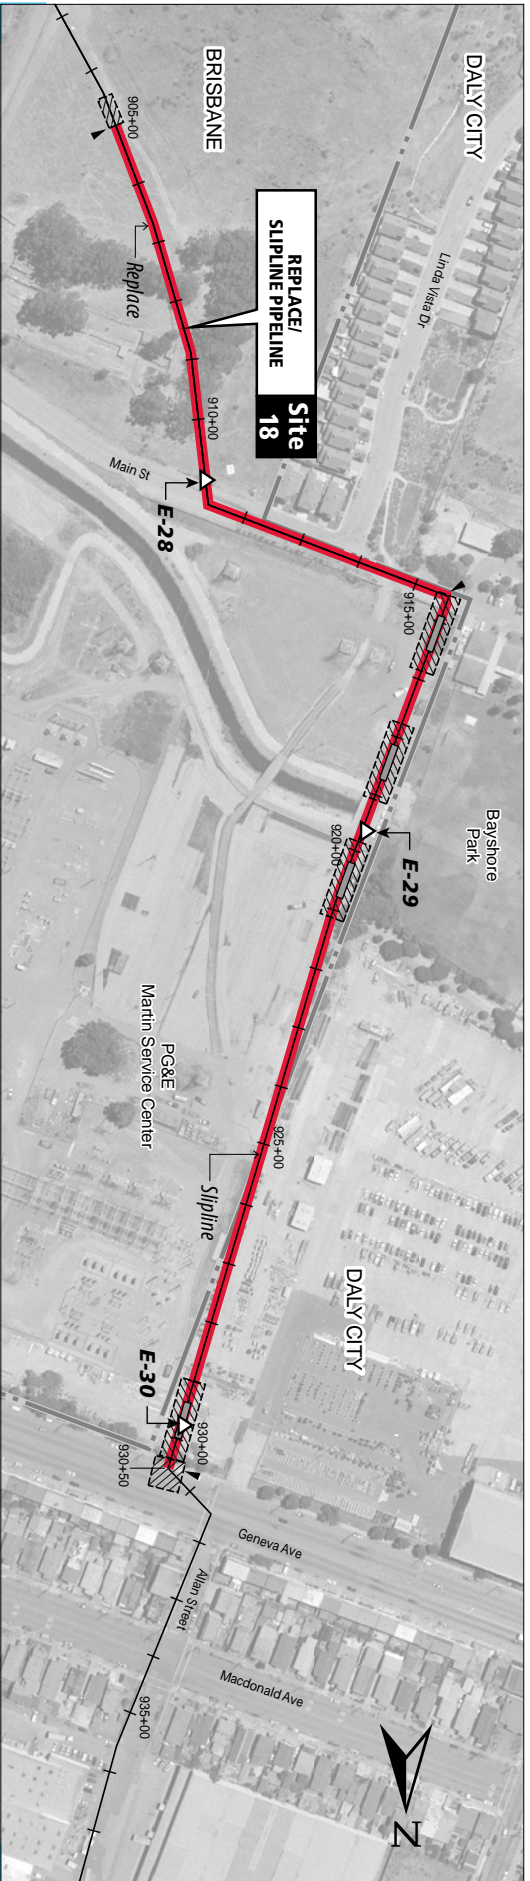 DALY CITY
BRISBANE
Linda Vista Dr
905+00
Replace
REPLACE/
SLIPLINE PIPELINE
Site
18
910+00
Main St
E-28
915+00
Bayshore
Park
E-29
920+00
PG&E
Martin Service Center
925+00
Slipline
DALY CITY
E-30
930+00
930+50
Geneva Ave
Allan Street
Macdonald Ave
935+00
N